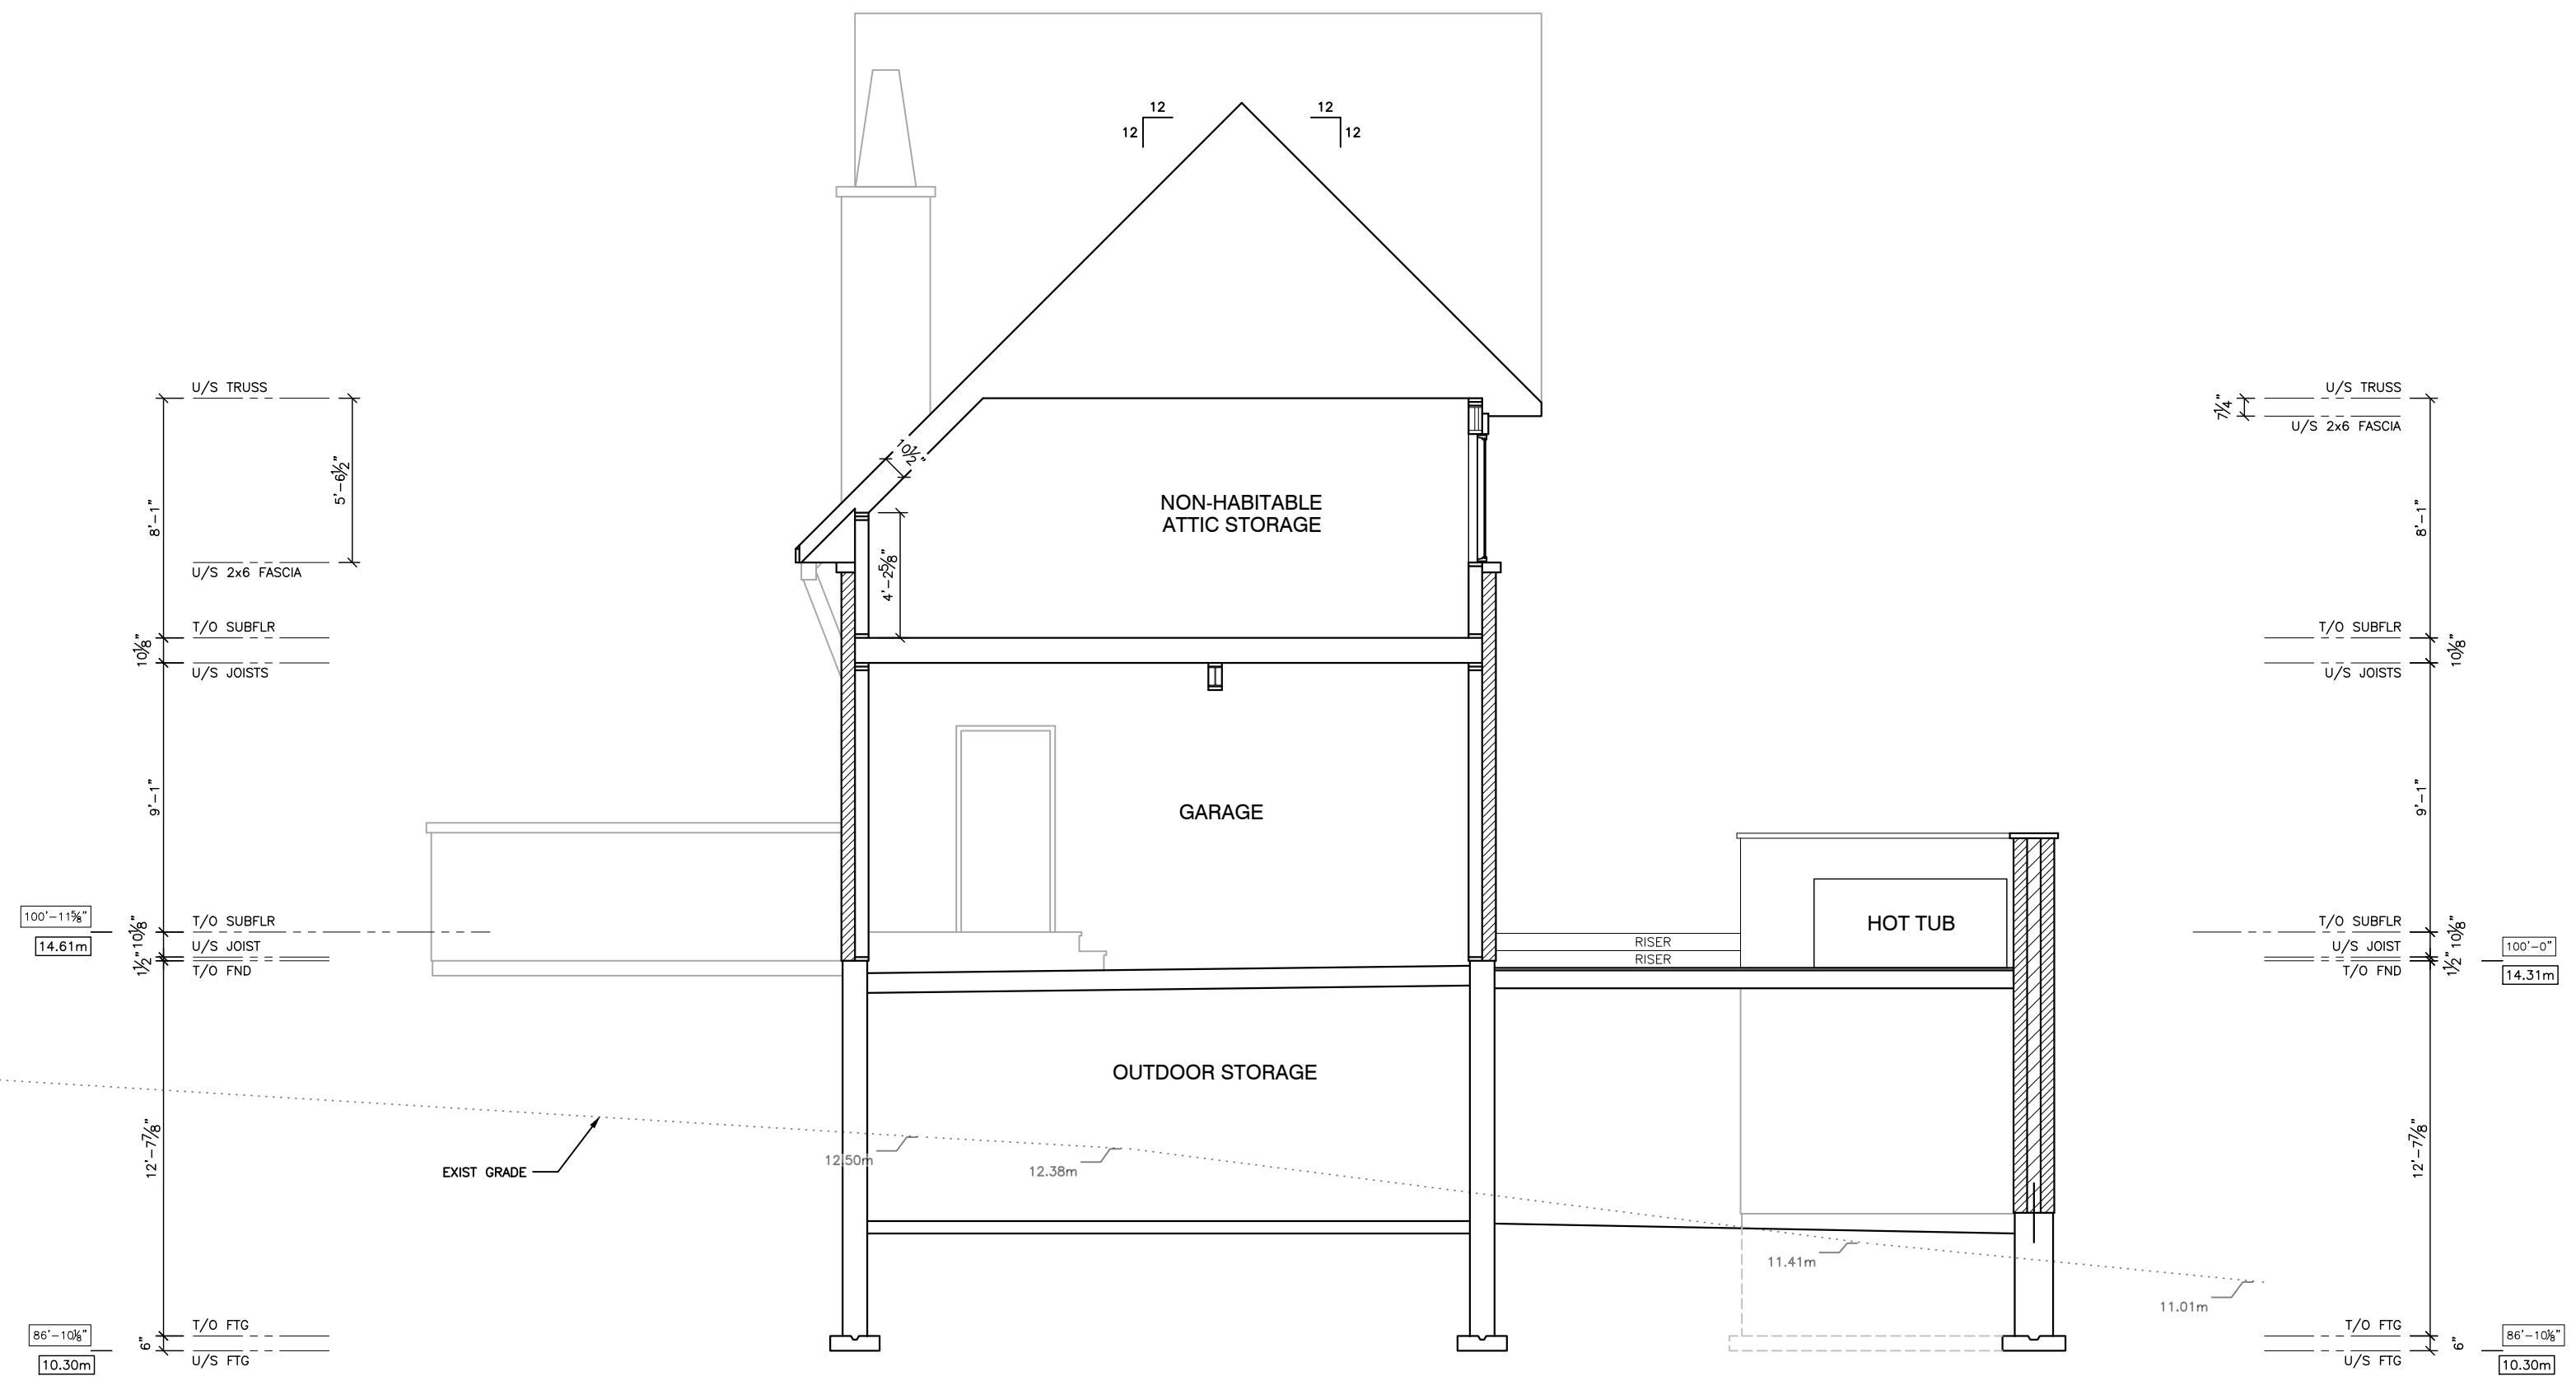 12
12
12
12
U/S TRUSS
U/S TRUSS
7¼"
U/S 2x6 FASCIA
10½"
5'-6½"
8'-1"
8'-1"
NON-HABITABLE
ATTIC STORAGE
U/S 2x6 FASCIA
4'-2⅝"
T/O SUBFLR
T/O SUBFLR
10⅛"
10⅛"
U/S JOISTS
U/S JOISTS
9'-1"
9'-1"
GARAGE
100'-11⅝"
14.61m
T/O SUBFLR
U/S JOIST
T/O FND
10⅛"
1½"
HOT TUB
RISER
RISER
T/O SUBFLR
U/S JOIST
T/O FND
10⅛"
1½"
100'-0"
14.31m
OUTDOOR STORAGE
12'-7⅞"
12'-7⅞"
EXIST GRADE
12.50m
12.38m
11.41m
11.01m
86'-10⅛"
10.30m
T/O FTG
6"
U/S FTG
T/O FTG
6"
U/S FTG
86'-10⅛"
10.30m